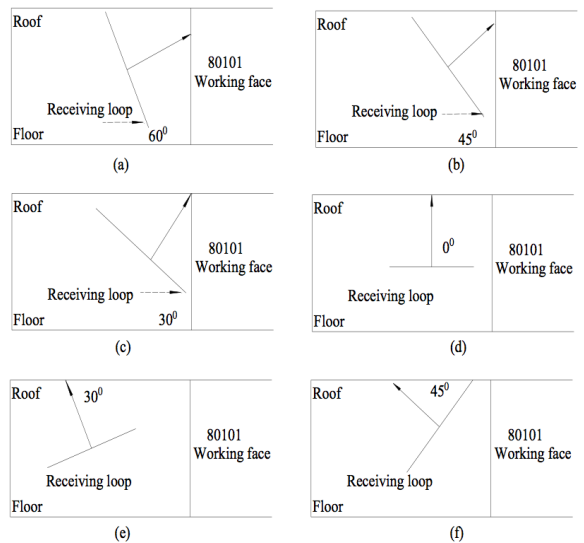 Roof
80101
Working face
Receiving loop
Floor
60⁰
(a)
Roof
80101
Working face
Receiving loop
Floor
45⁰
(b)
Roof
80101
Working face
Receiving loop
Floor
30⁰
(c)
Roof
0⁰
80101
Working face
Receiving loop
Floor
(d)
Roof
30⁰
80101
Working face
Receiving loop
Floor
(e)
Roof
45⁰
80101
Working face
Receiving loop
Floor
(f)